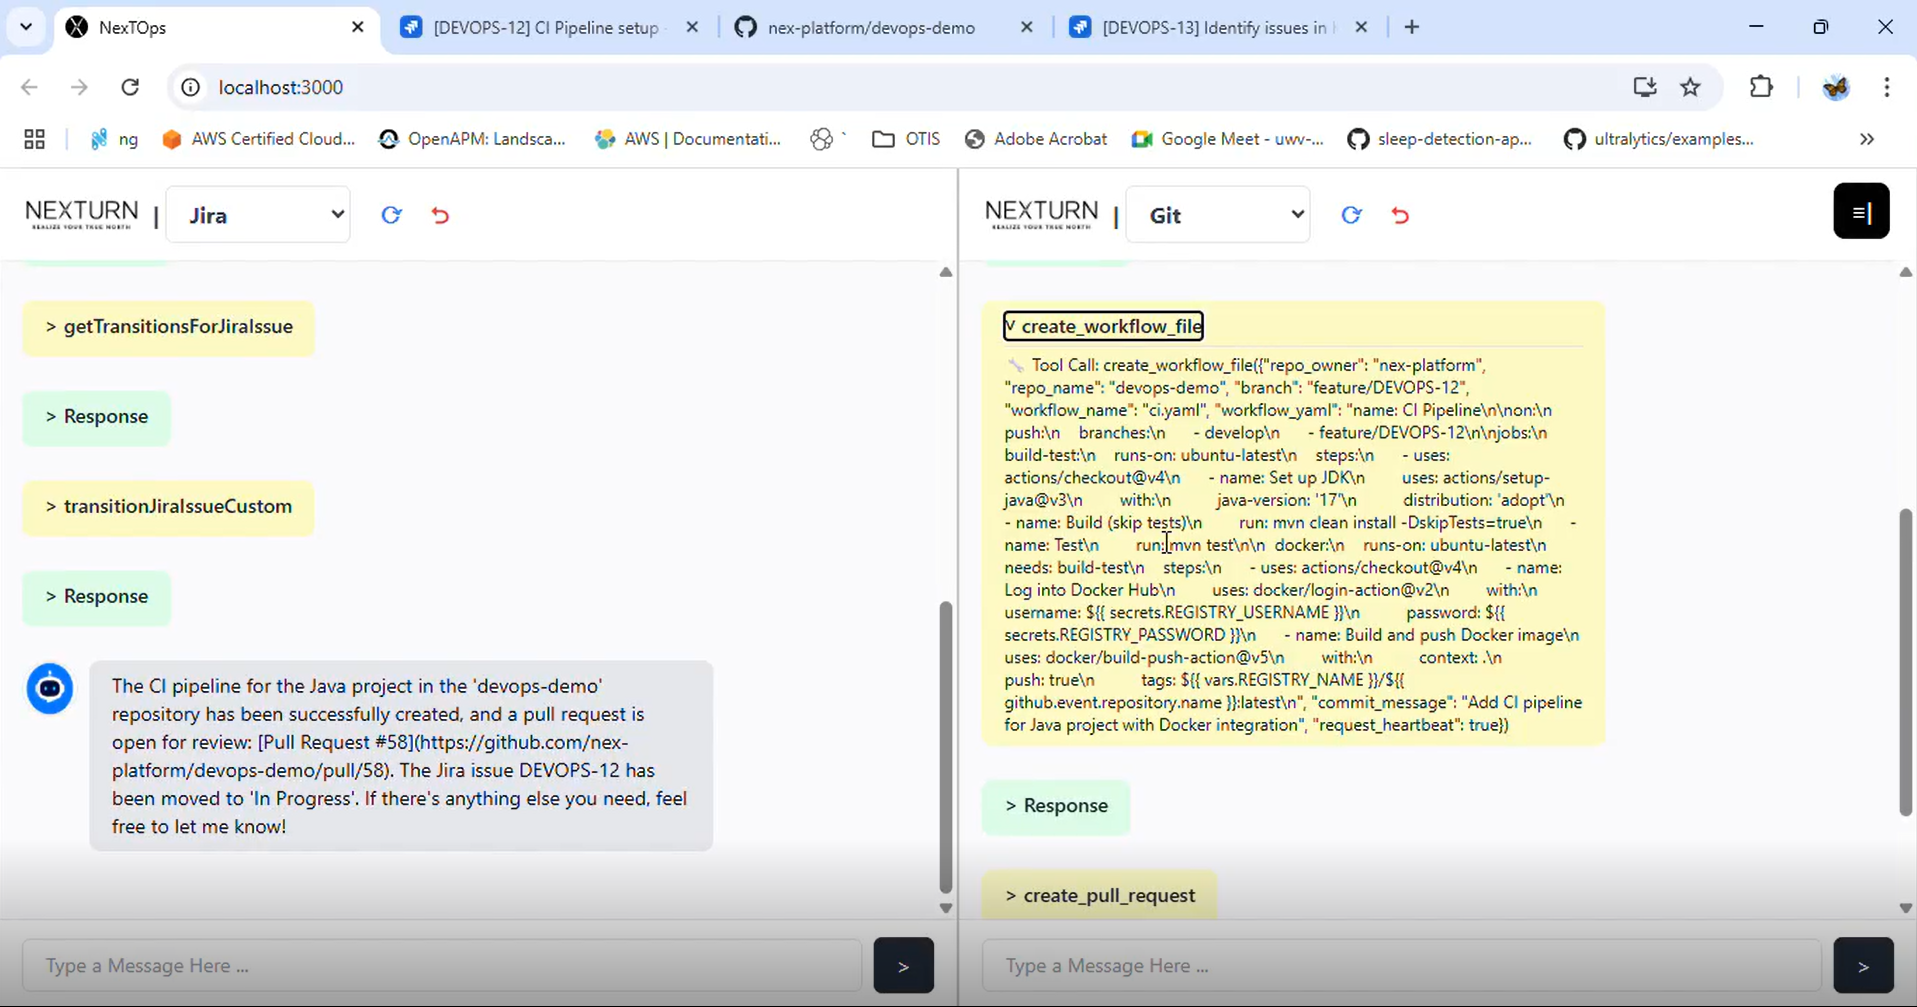 NexTOps
[DEVOPS-12] CI Pipeline setup -
nex-platform/devops-demo
[DEVOPS-13] Identify issues in
localhost:3000
ng
AWS Certified Cloud...
OpenAPM: Landsca...
AWS | Documentati...
OTIS
Adobe Acrobat
Google Meet - uwv-...
sleep-detection-ap...
ultralytics/examples...
NEXTURN
REALIZE YOUR TRUE NORTH
| Jira
> getTransitionsForJiraIssue
> Response
> transitionJiraIssueCustom
> Response
The CI pipeline for the Java project in the 'devops-demo'
repository has been successfully created, and a pull request is
open for review: [Pull Request #58](https://github.com/nex-
platform/devops-demo/pull/58). The Jira issue DEVOPS-12 has
been moved to 'In Progress'. If there's anything else you need, feel
free to let me know!
Type a Message Here ...
>
NEXTURN
REALIZE YOUR TRUE NORTH
| Git
v create_workflow_file
Tool Call: create_workflow_file({"repo_owner": "nex-platform",
"repo_name": "devops-demo", "branch": "feature/DEVOPS-12",
"workflow_name": "ci.yaml", "workflow_yaml": "name: CI Pipeline\n\non:\n
push:\n    branches:\n      - develop\n      - feature/DEVOPS-12\n\njobs:\n
build-test:\n    runs-on: ubuntu-latest\n    steps:\n      - uses:
actions/checkout@v4\n      - name: Set up JDK\n        uses: actions/setup-
java@v3\n        with:\n          java-version: '17'\n          distribution: 'adopt'\n
- name: Build (skip tests)\n        run: mvn clean install -DskipTests=true\n      -
name: Test\n        run: mvn test\n\n  docker:\n    runs-on: ubuntu-latest\n
needs: build-test\n    steps:\n      - uses: actions/checkout@v4\n      - name:
Log into Docker Hub\n        uses: docker/login-action@v2\n        with:\n
username: ${{ secrets.REGISTRY_USERNAME }}\n          password: ${{
secrets.REGISTRY_PASSWORD }}\n      - name: Build and push Docker image\n
uses: docker/build-push-action@v5\n        with:\n          context: .\n
push: true\n          tags: ${{ vars.REGISTRY_NAME }}/${{
github.event.repository.name }}:latest\n", "commit_message": "Add CI pipeline
for Java project with Docker integration", "request_heartbeat": true})
> Response
> create_pull_request
Type a Message Here ...
>